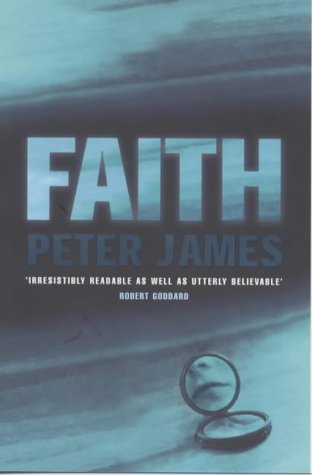 FAITH
PETER JAMES
'IRRESISTIBLY READABLE AS WELL AS UTTERLY BELIEVABLE'
ROBERT GODDARD